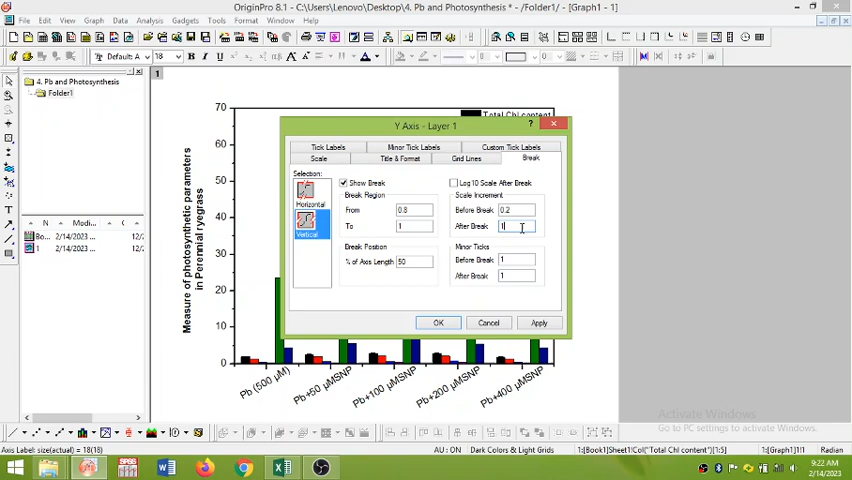 OriginPro 8.1 - C:\Users\Lenovo\Desktop\4. Pb and Photosynthesis * - /Folder1/ - [Graph1 - 1]
File Edit View Graph Data Analysis Gadgets Tools Format Window Help
Default A 18
4. Pb and Photosynthesis
Folder1
N Modi...
Bo... 2/14/2023
1 2/14/2023
1
70
60
50
40
30
20
10
0
Measure of photosynthetic parameters
in Perennial ryegrass
Total Chl content
Pb (500 µM)
Pb+50 µMSNP
Pb+100 µMSNP
Pb+200 µMSNP
Pb+400 µMSNP
Y Axis - Layer 1
Tick Labels Minor Tick Labels Custom Tick Labels
Scale Title & Format Grid Lines Break
Selection:
Horizontal
Vertical
Show Break
Log10 Scale After Break
Break Region
From 0.8
To 1
Scale Increment
Before Break 0.2
After Break 1
Break Position
% of Axis Length 50
Minor Ticks
Before Break 1
After Break 1
OK Cancel Apply
Activate Windows
Go to PC settings to activate Windows.
Axis Label: size(actual) = 18(18) AU : ON Dark Colors & Light Grids 1:[Book1]Sheet1!Col("Total Chl content") 1:[Graph1]1!1 Radian
9:22 AM
2/14/2023